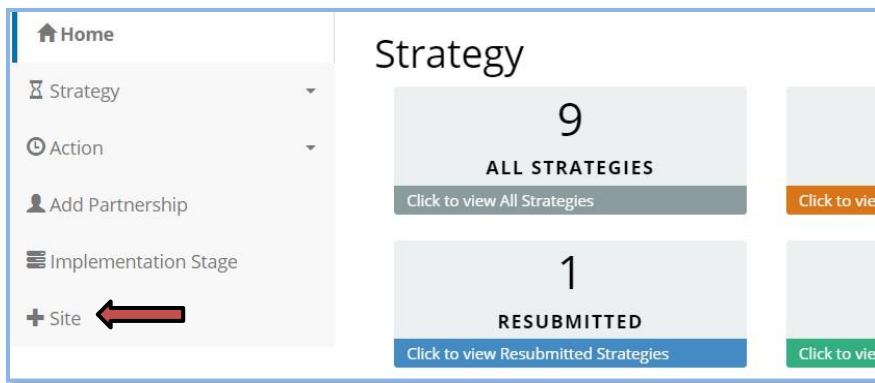 Home
Strategy
Action
Add Partnership
Implementation Stage
Site
Strategy
9
ALL STRATEGIES
Click to view All Strategies
Click to vie
1
RESUBMITTED
Click to view Resubmitted Strategies
Click to vie